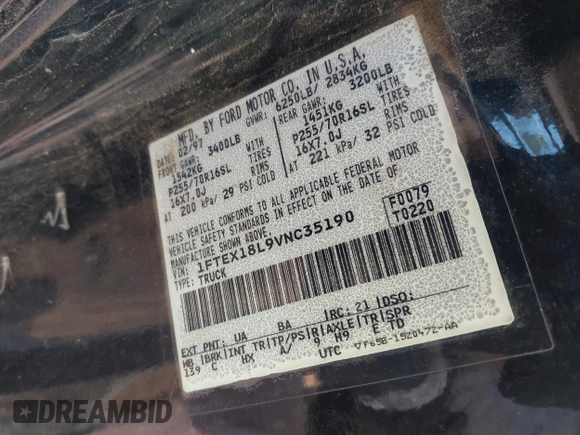 MFD. BY FORD MOTOR CO. IN U.S.A.
DATE: 02/97 GVWR: 6250LB/ 2834KG
FRONT GAWR: 3400LB REAR GAWR: 3200LB
1542KG 1451KG
P255/70R16SL TIRES P255/70R16SL TIRES
16X7.0J RIMS 16X7.0J RIMS
AT 200 kPa/ 29 PSI COLD AT 221 kPa/ 32 PSI COLD
THIS VEHICLE CONFORMS TO ALL APPLICABLE FEDERAL MOTOR
VEHICLE SAFETY STANDARDS IN EFFECT ON THE DATE OF
MANUFACTURE SHOWN ABOVE.
VIN: 1FTEX18L9VNC35190
TYPE: TRUCK
F0079
T0220
EXT PNT: UA BA RC: 21 DSO:
WB BRK INT TR TP/PS R AXLE TR SPR
139 C HX A/ 9 H9 E TD
UTC F65B-1520472-AA
DREAMBID